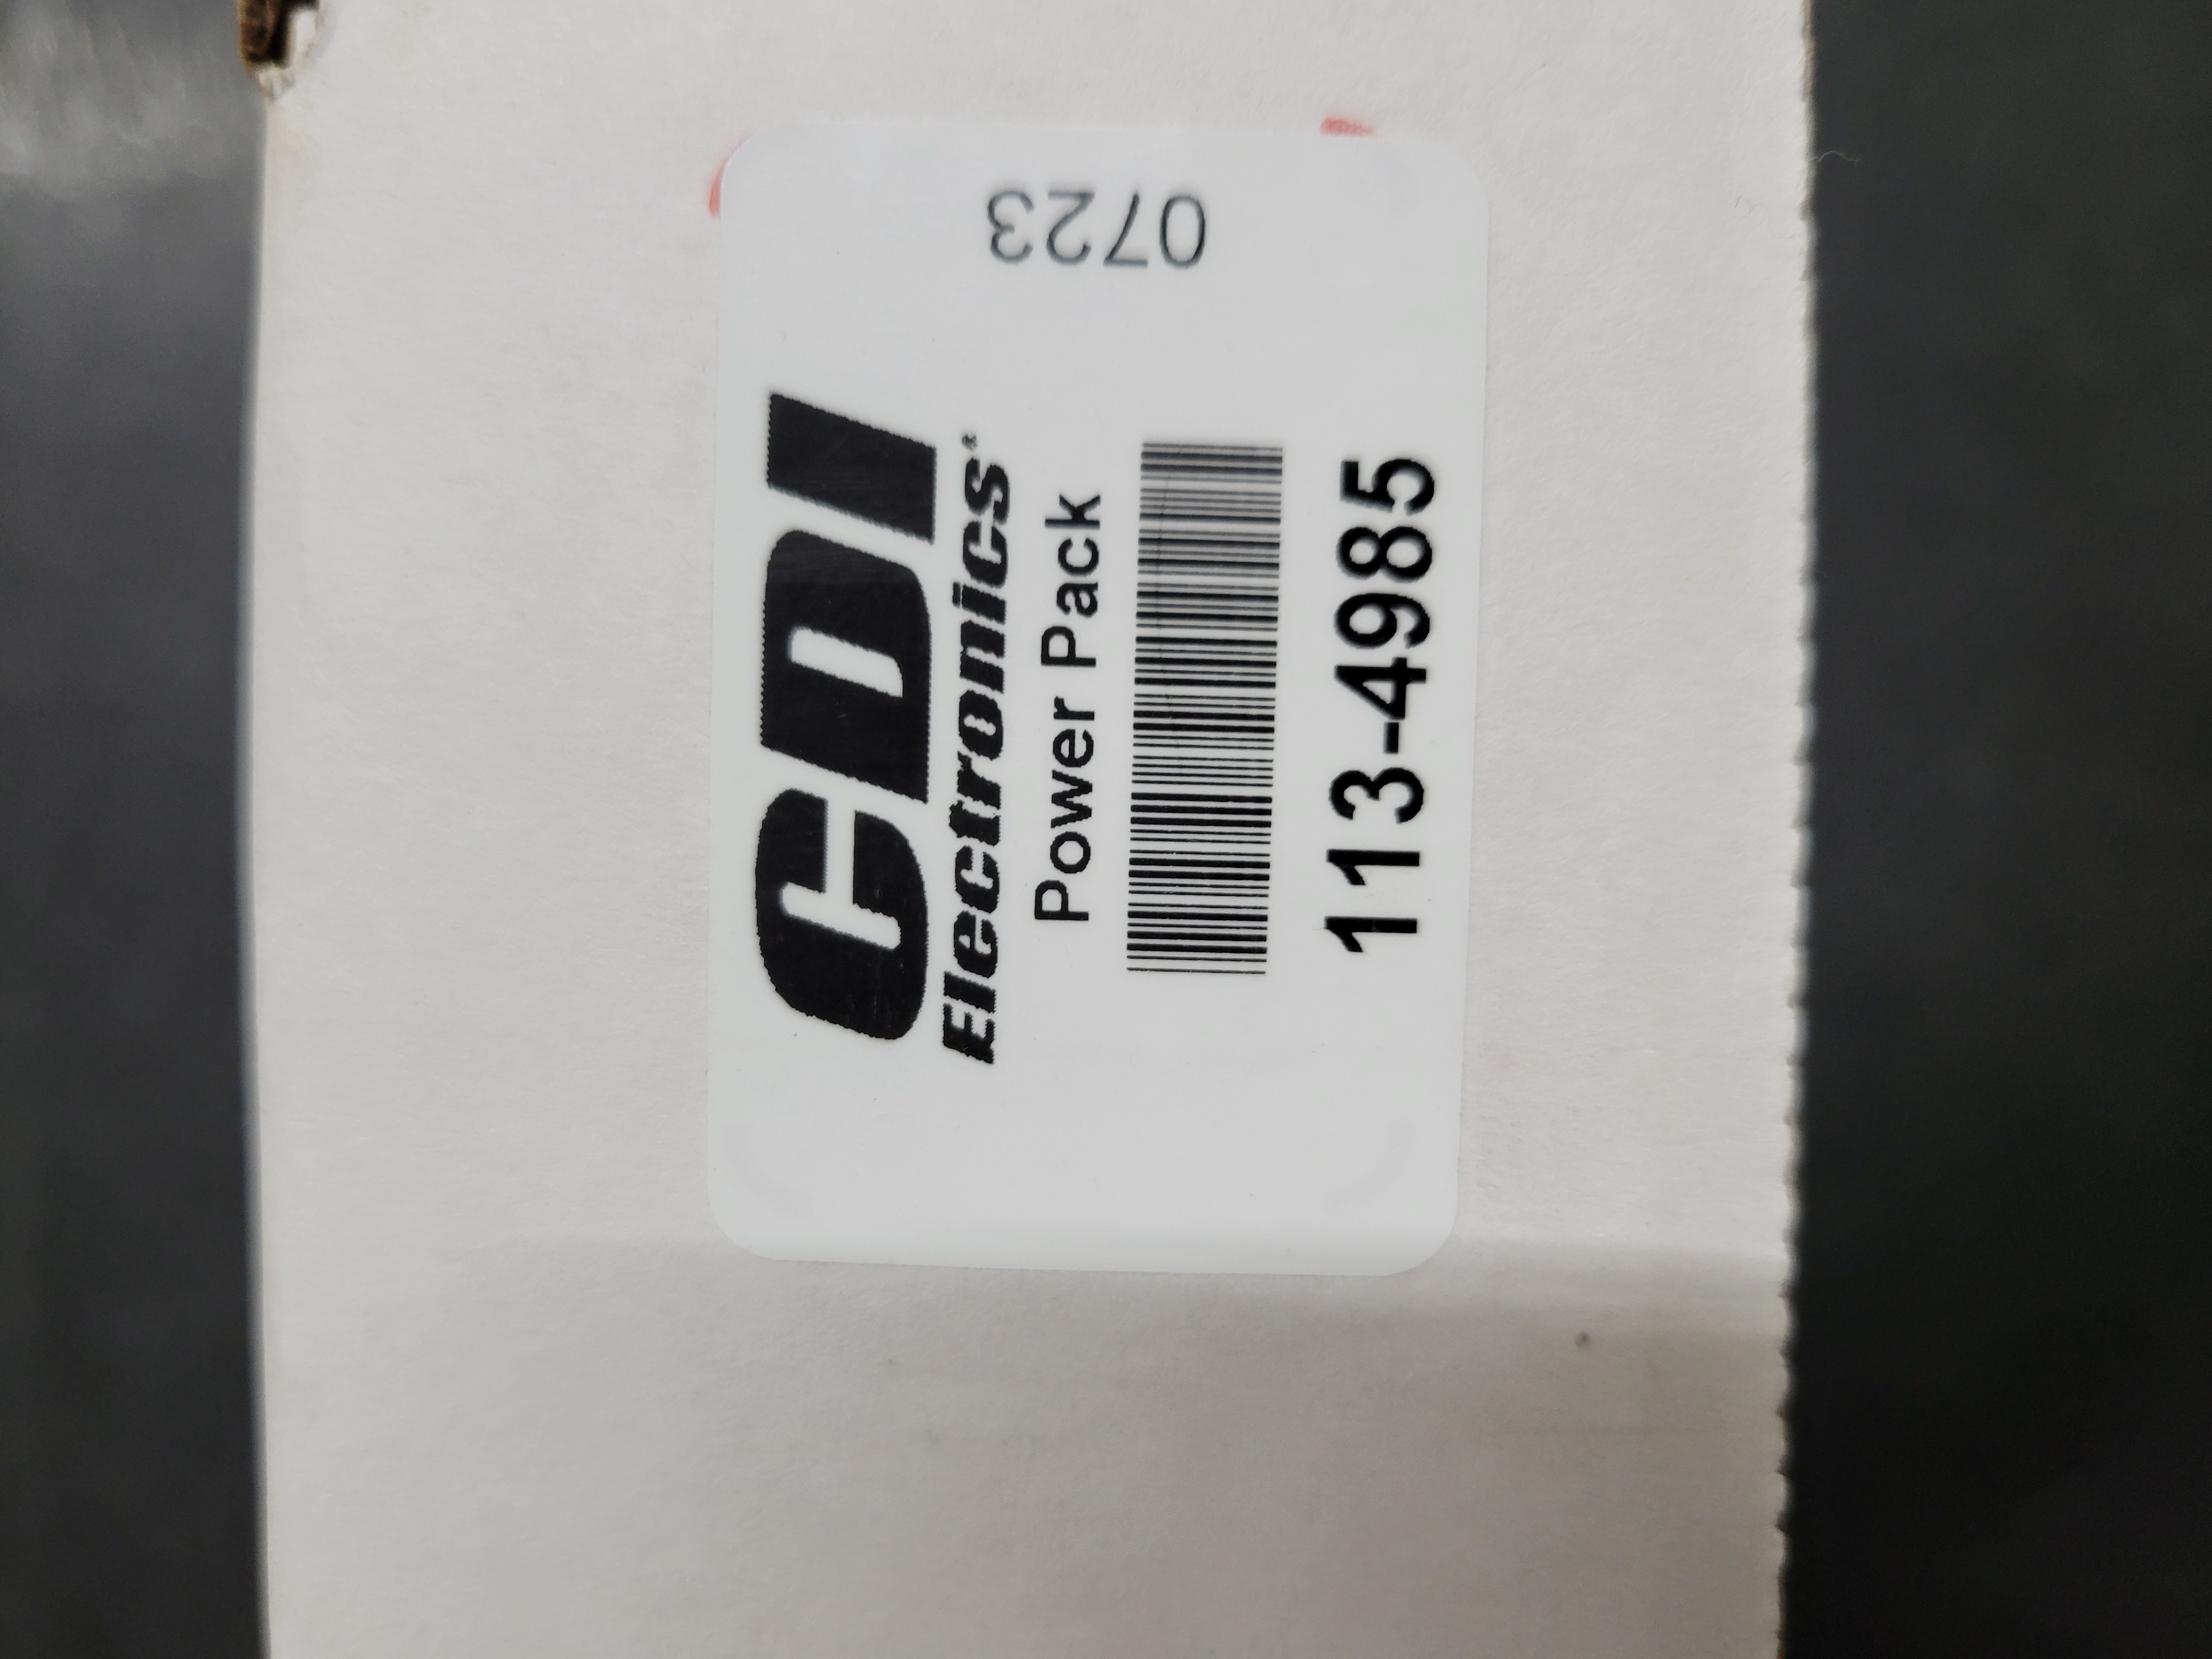 0723
CDI
Electronics®
Power Pack
113-4985